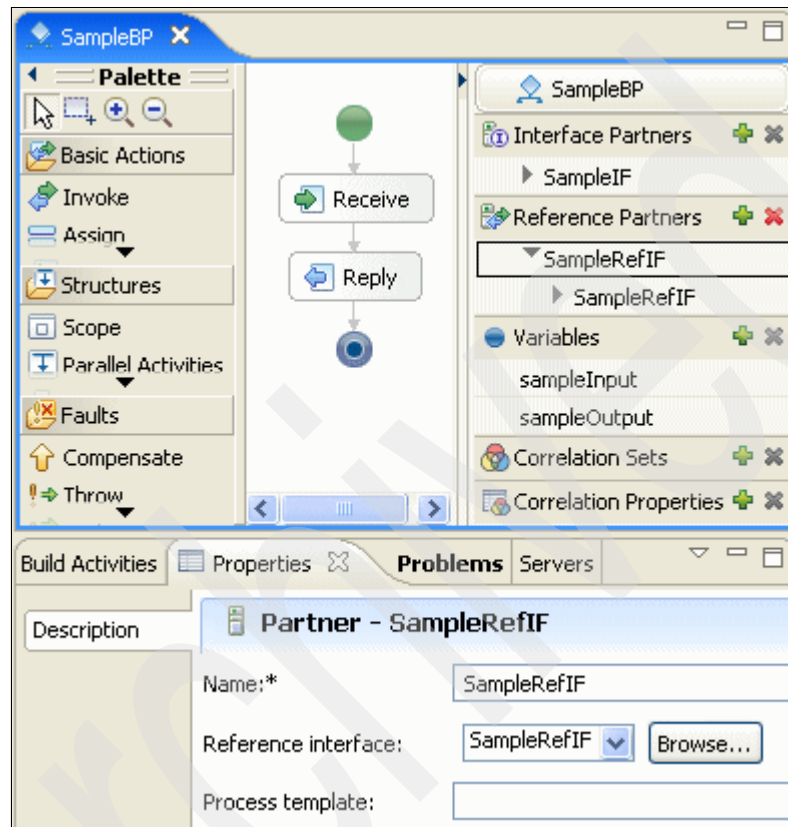 SampleBP
Palette
Basic Actions
Invoke
Assign
Structures
Scope
Parallel Activities
Faults
Compensate
Throw
Receive
Reply
SampleBP
Interface Partners
SampleIF
Reference Partners
SampleRefIF
SampleRefIF
Variables
sampleInput
sampleOutput
Correlation Sets
Correlation Properties
Build Activities Properties Problems Servers
Description
Partner - SampleRefIF
Name:* SampleRefIF
Reference interface: SampleRefIF Browse...
Process template: